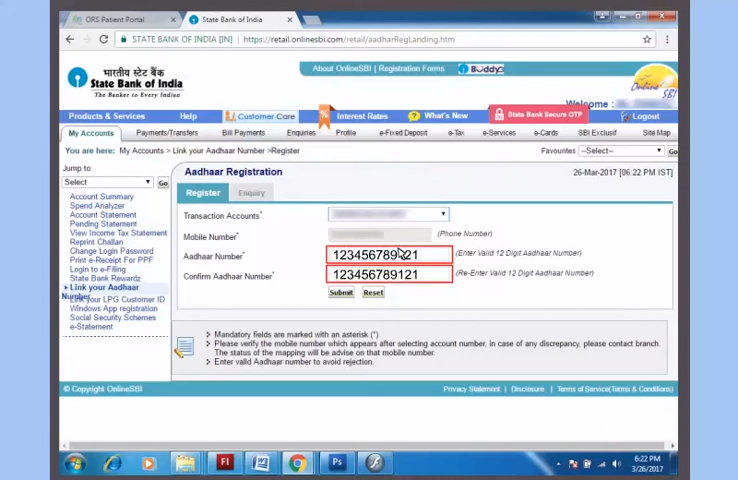 ORS Patient Portal
State Bank of India
STATE BANK OF INDIA [IN] https://retail.onlinesbi.com/retail/aadharRegLanding.htm
भारतीय स्टेट बैंक
State Bank of India
The Banker to Every Indian
About OnlineSBI | Registration Forms
Buddy
Online SBI
Welcome :
Products & Services Help Customer Care Interest Rates What's New State Bank Secure OTP Logout
My Accounts Payments/Transfers Bill Payments Enquiries Profile e-Fixed Deposit e-Tax e-Services e-Cards SBI Exclusif Site Map
You are here: My Accounts > Link your Aadhaar Number >Register Favourites --Select-- Go
Jump to:
Select Go
Account Summary
Spend Analyzer
Account Statement
Pending Statement
View Income Tax Statement
Reprint Challan
Change Login Password
Print e-Receipt for PPF
Login to e-Filing
State Bank Rewardz
Link your Aadhaar
Number
Link your LPG Customer ID
Windows App registration
Social Security Schemes
e-Statement
Aadhaar Registration 26-Mar-2017 [06:22 PM IST]
Register Enquiry
Transaction Accounts*
Mobile Number* (Phone Number)
Aadhaar Number* 123456789121 (Enter Valid 12 Digit Aadhaar Number)
Confirm Aadhaar Number* 123456789121 (Re-Enter Valid 12 Digit Aadhaar Number)
Submit Reset
Mandatory fields are marked with an asterisk (*).
Please verify the mobile number which appears after selecting account number. In case of any discrepancy, please contact branch.
The status of the mapping will be advise on that mobile number.
Enter valid Aadhaar number to avoid rejection.
© Copyright OnlineSBI Privacy Statement | Disclosure | Terms of Service(Terms & Conditions)
Fl W Ps
6:22 PM
3/26/2017